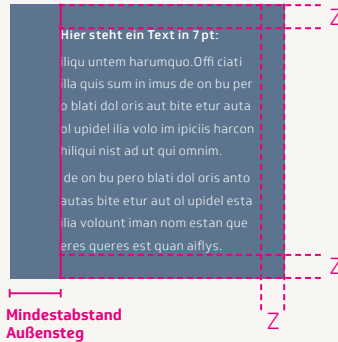 Z
Hier steht ein Text in 7 pt:
iliqu untem harumquo.Offi ciati
illa quis sum in imus de on bu per
o blati dol oris aut bite etur auta
ol upidel ilia volo im ipiciis harcon
hiliqui nist ad ut qui omnim.
de on bu pero blati dol oris anto
autas bite etur aut ol upidel esta
ilia volount iman nom estan que
eres queres est quan aiflys.
Z
Mindestabstand
Außensteg
Z